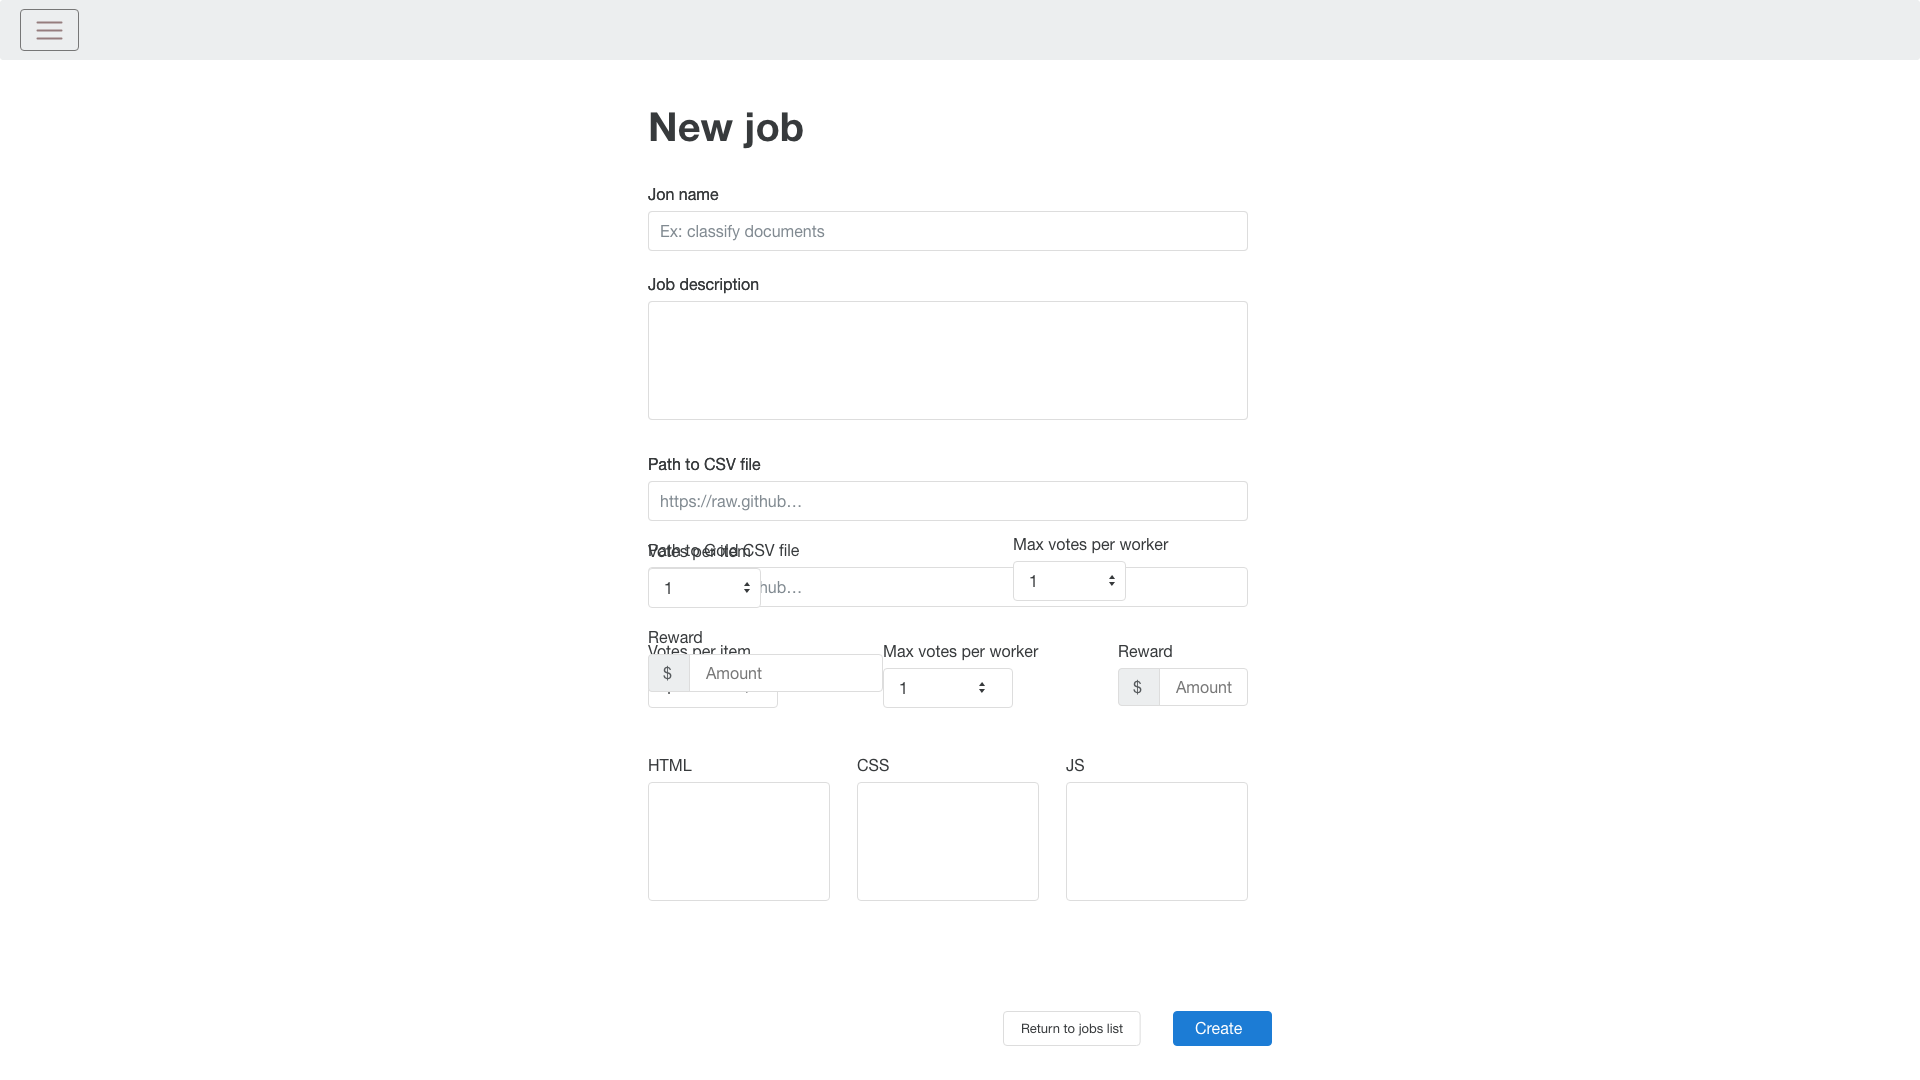 New job
Jon name
Ex: classify documents
Job description
Path to CSV file
https://raw.github…
Votes per item
Path to Gold CSV file
Max votes per worker
1
hub…
1
Reward
Votes per item
Max votes per worker
Reward
$ Amount
1
$ Amount
HTML
CSS
JS
Return to jobs list
Create